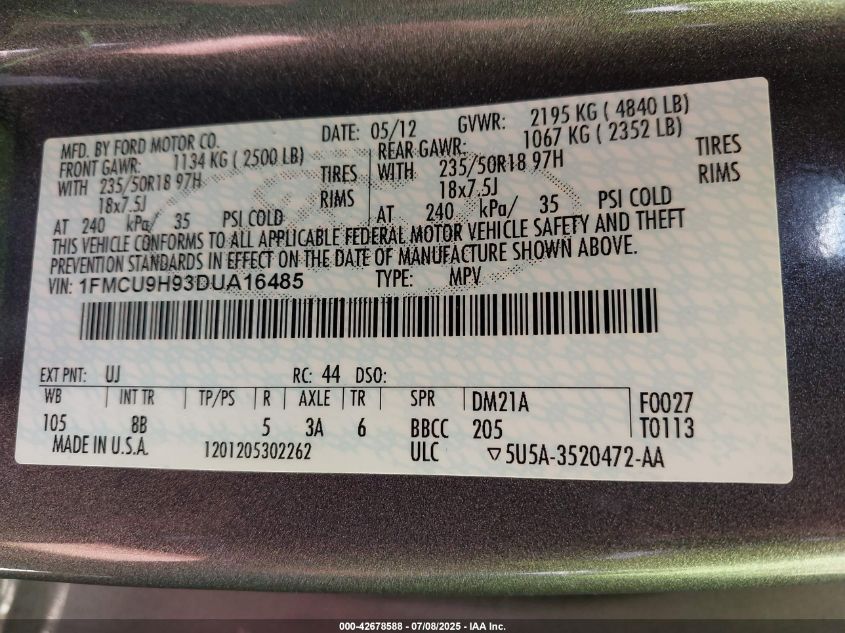 MFD. BY FORD MOTOR CO.
DATE: 05/12
GVWR: 2195 KG ( 4840 LB)
FRONT GAWR: 1134 KG ( 2500 LB)
WITH 235/50R18 97H TIRES
18x7.5J RIMS
AT 240 kPa/ 35 PSI COLD
REAR GAWR: 1067 KG ( 2352 LB)
WITH 235/50R18 97H TIRES
18x7.5J RIMS
AT 240 kPa/ 35 PSI COLD
THIS VEHICLE CONFORMS TO ALL APPLICABLE FEDERAL MOTOR VEHICLE SAFETY AND THEFT
PREVENTION STANDARDS IN EFFECT ON THE DATE OF MANUFACTURE SHOWN ABOVE.
VIN: 1FMCU9H93DUA16485 TYPE: MPV
EXT PNT: UJ RC: 44 DSO:
WB INT TR TP/PS R AXLE TR SPR DM21A F0027
105 8B 5 3A 6 BBCC 205 T0113
MADE IN U.S.A. 1201205302262 ULC ▽5U5A-3520472-AA
000-42678588 | 07/08/2025 - IAA Inc.